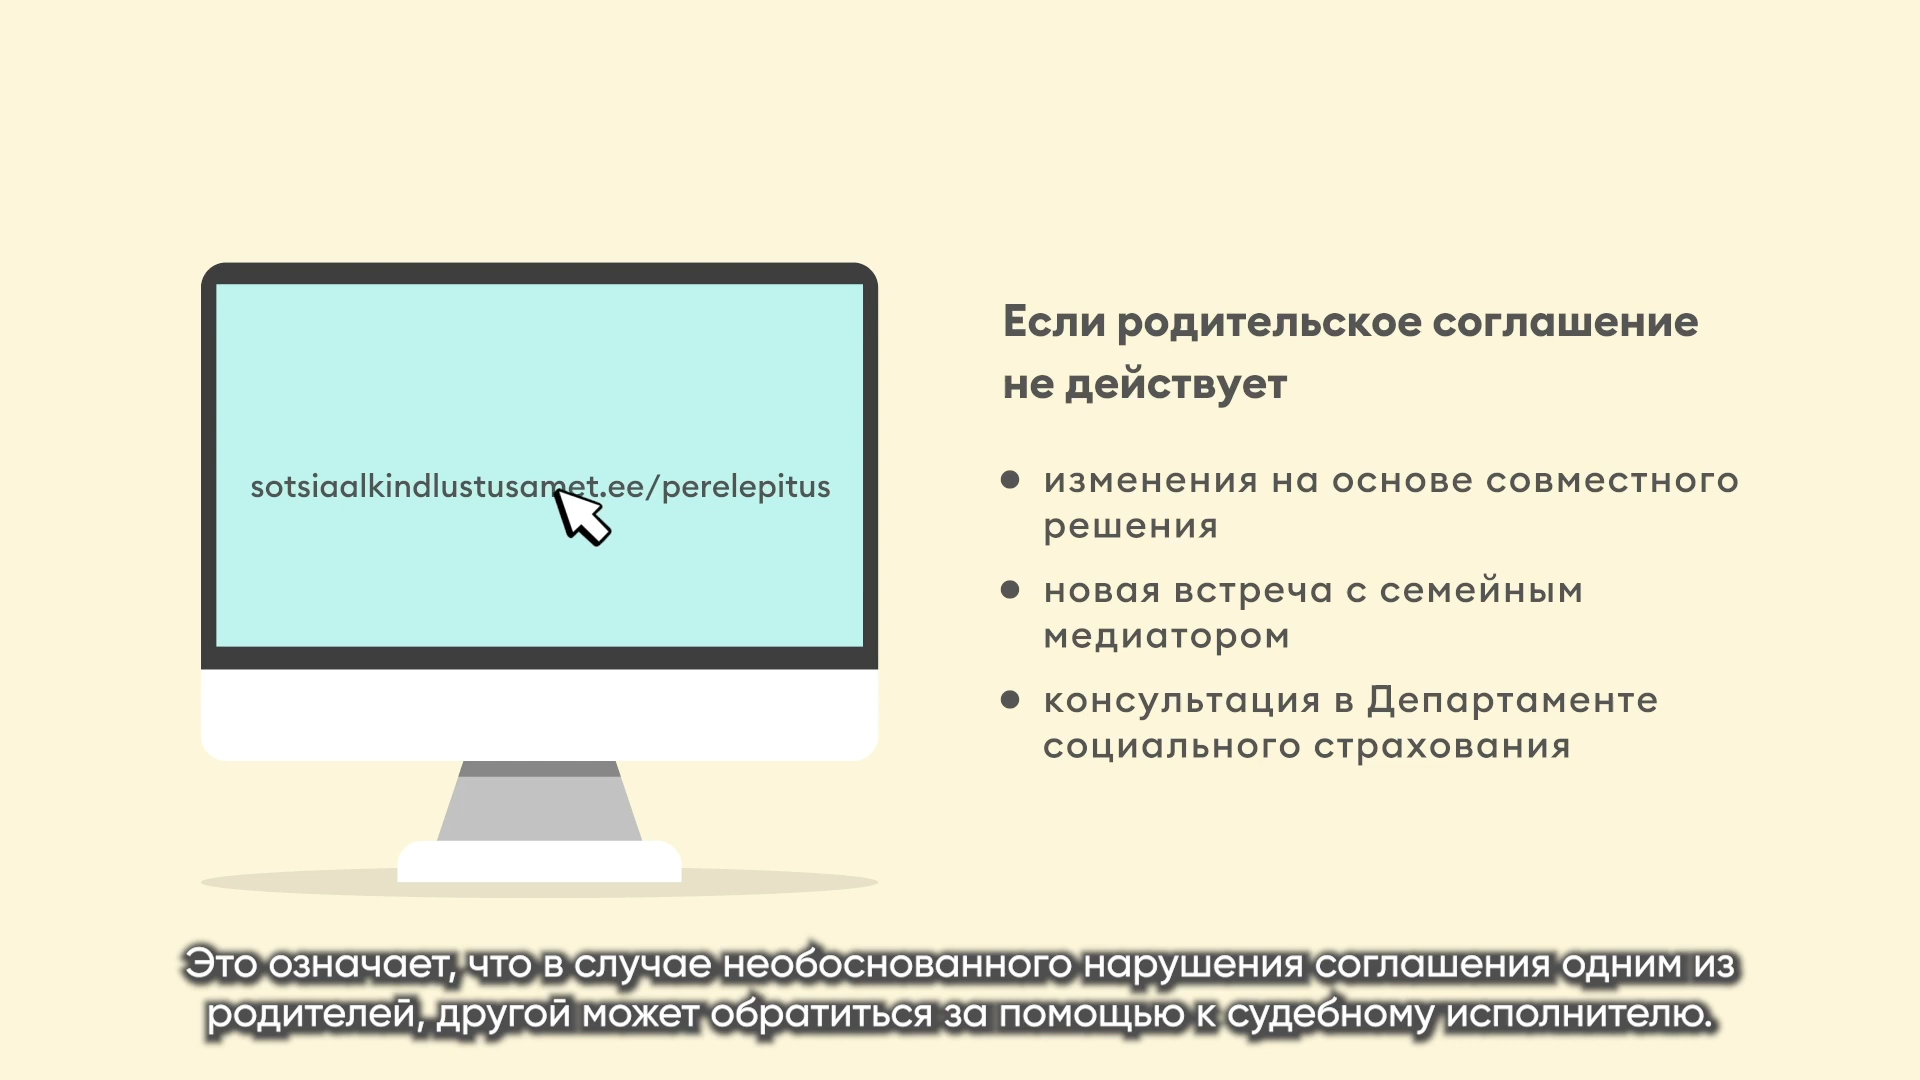 sotsiaalkindlustusamet.ee/perelepitus
Если родительское соглашение
не действует
● изменения на основе совместного
решения
● новая встреча с семейным
медиатором
● консультация в Департаменте
социального страхования
Это означает, что в случае необоснованного нарушения соглашения одним из
родителей, другой может обратиться за помощью к судебному исполнителю.